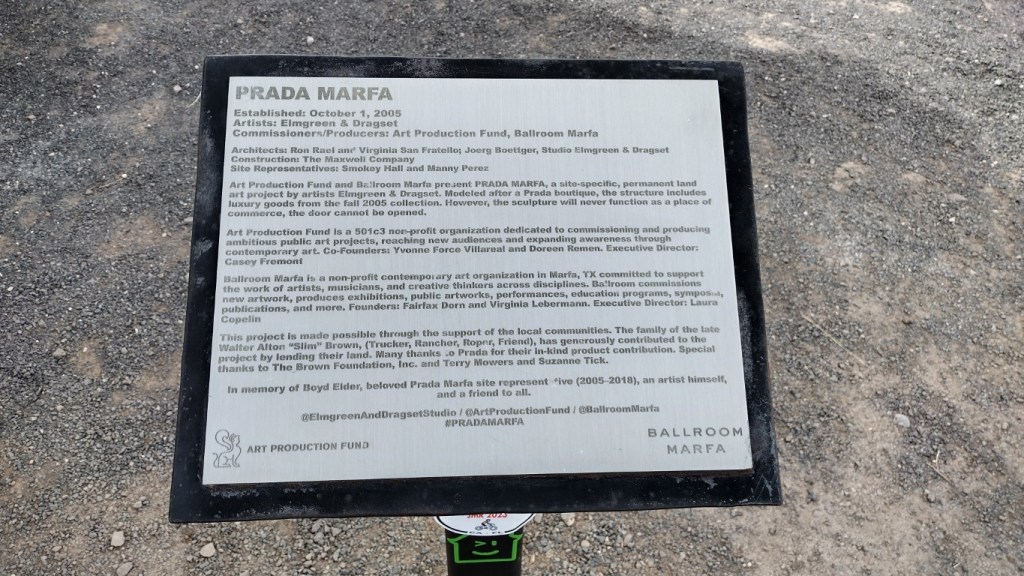 PRADA MARFA
Established: October 1, 2005
Artists: Elmgreen & Dragset
Commissioners/Producers: Art Production Fund, Ballroom Marfa
Architects: Ron Rael and Virginia San Fratello; Joerg Boettger, Studio Elmgreen & Dragset
Construction: The Maxwell Company
Site Representatives: Smokey Hall and Manny Perez
Art Production Fund and Ballroom Marfa present PRADA MARFA, a site-specific, permanent land
art project by artists Elmgreen & Dragset. Modeled after a Prada boutique, the structure includes
luxury goods from the fall 2005 collection. However, the sculpture will never function as a place of
commerce, the door cannot be opened.
Art Production Fund is a 501c3 non-profit organization dedicated to commissioning and producing
ambitious public art projects, reaching new audiences and expanding awareness through
contemporary art. Co-Founders: Yvonne Force Villareal and Doreen Remen. Executive Director:
Casey Fremont
Ballroom Marfa is a non-profit contemporary art organization in Marfa, TX committed to support
the work of artists, musicians, and creative thinkers across disciplines. Ballroom commissions
new artwork, produces exhibitions, public artworks, performances, education programs, symposia,
publications, and more. Founders: Fairfax Dorn and Virginia Lebermann. Executive Director: Laura
Copelin
This project is made possible through the support of the local communities. The family of the late
Walter Alton "Slim" Brown, (Trucker, Rancher, Roper, Friend), has generously contributed to the
project by lending their land. Many thanks to Prada for their in-kind product contribution. Special
thanks to The Brown Foundation, Inc. and Terry Mowers and Suzanne Tick.
In memory of Boyd Elder, beloved Prada Marfa site representative (2005-2018), an artist himself,
and a friend to all.
@ElmgreenAndDragsetStudio / @ArtProductionFund / @BallroomMarfa
#PRADAMARFA
ART PRODUCTION FUND
BALLROOM
MARFA
2023